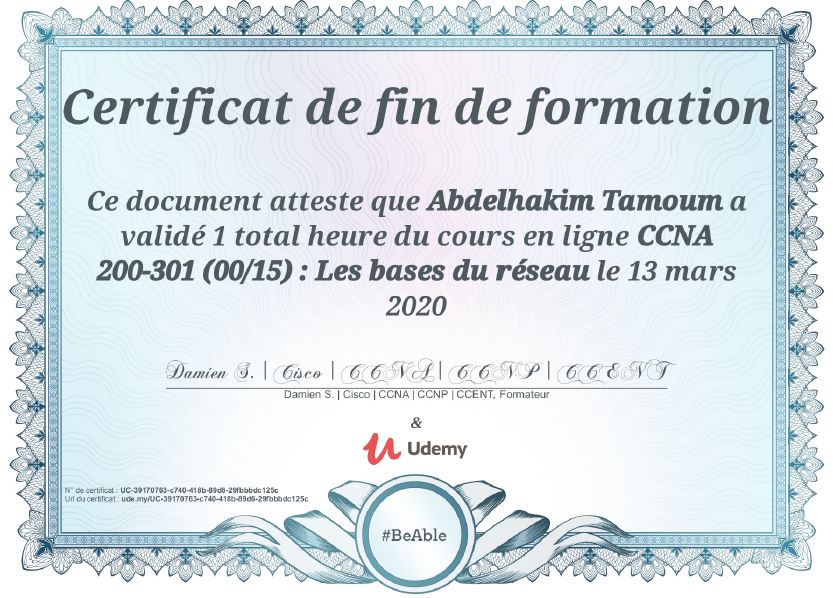 Certificat de fin de formation
Ce document atteste que Abdelhakim Tamoum a
validé 1 total heure du cours en ligne CCNA
200-301 (00/15) : Les bases du réseau le 13 mars
2020
Damien S. | Cisco | CCNA | CCNP | CCENT
Damien S. | Cisco | CCNA | CCNP | CCENT, Formateur
&
Udemy
N° de certificat : UC-39170763-c740-418b-89d6-29fbbbdc125c
Url du certificat : ude.my/UC-39170763-c740-418b-89d6-29fbbbdc125c
#BeAble